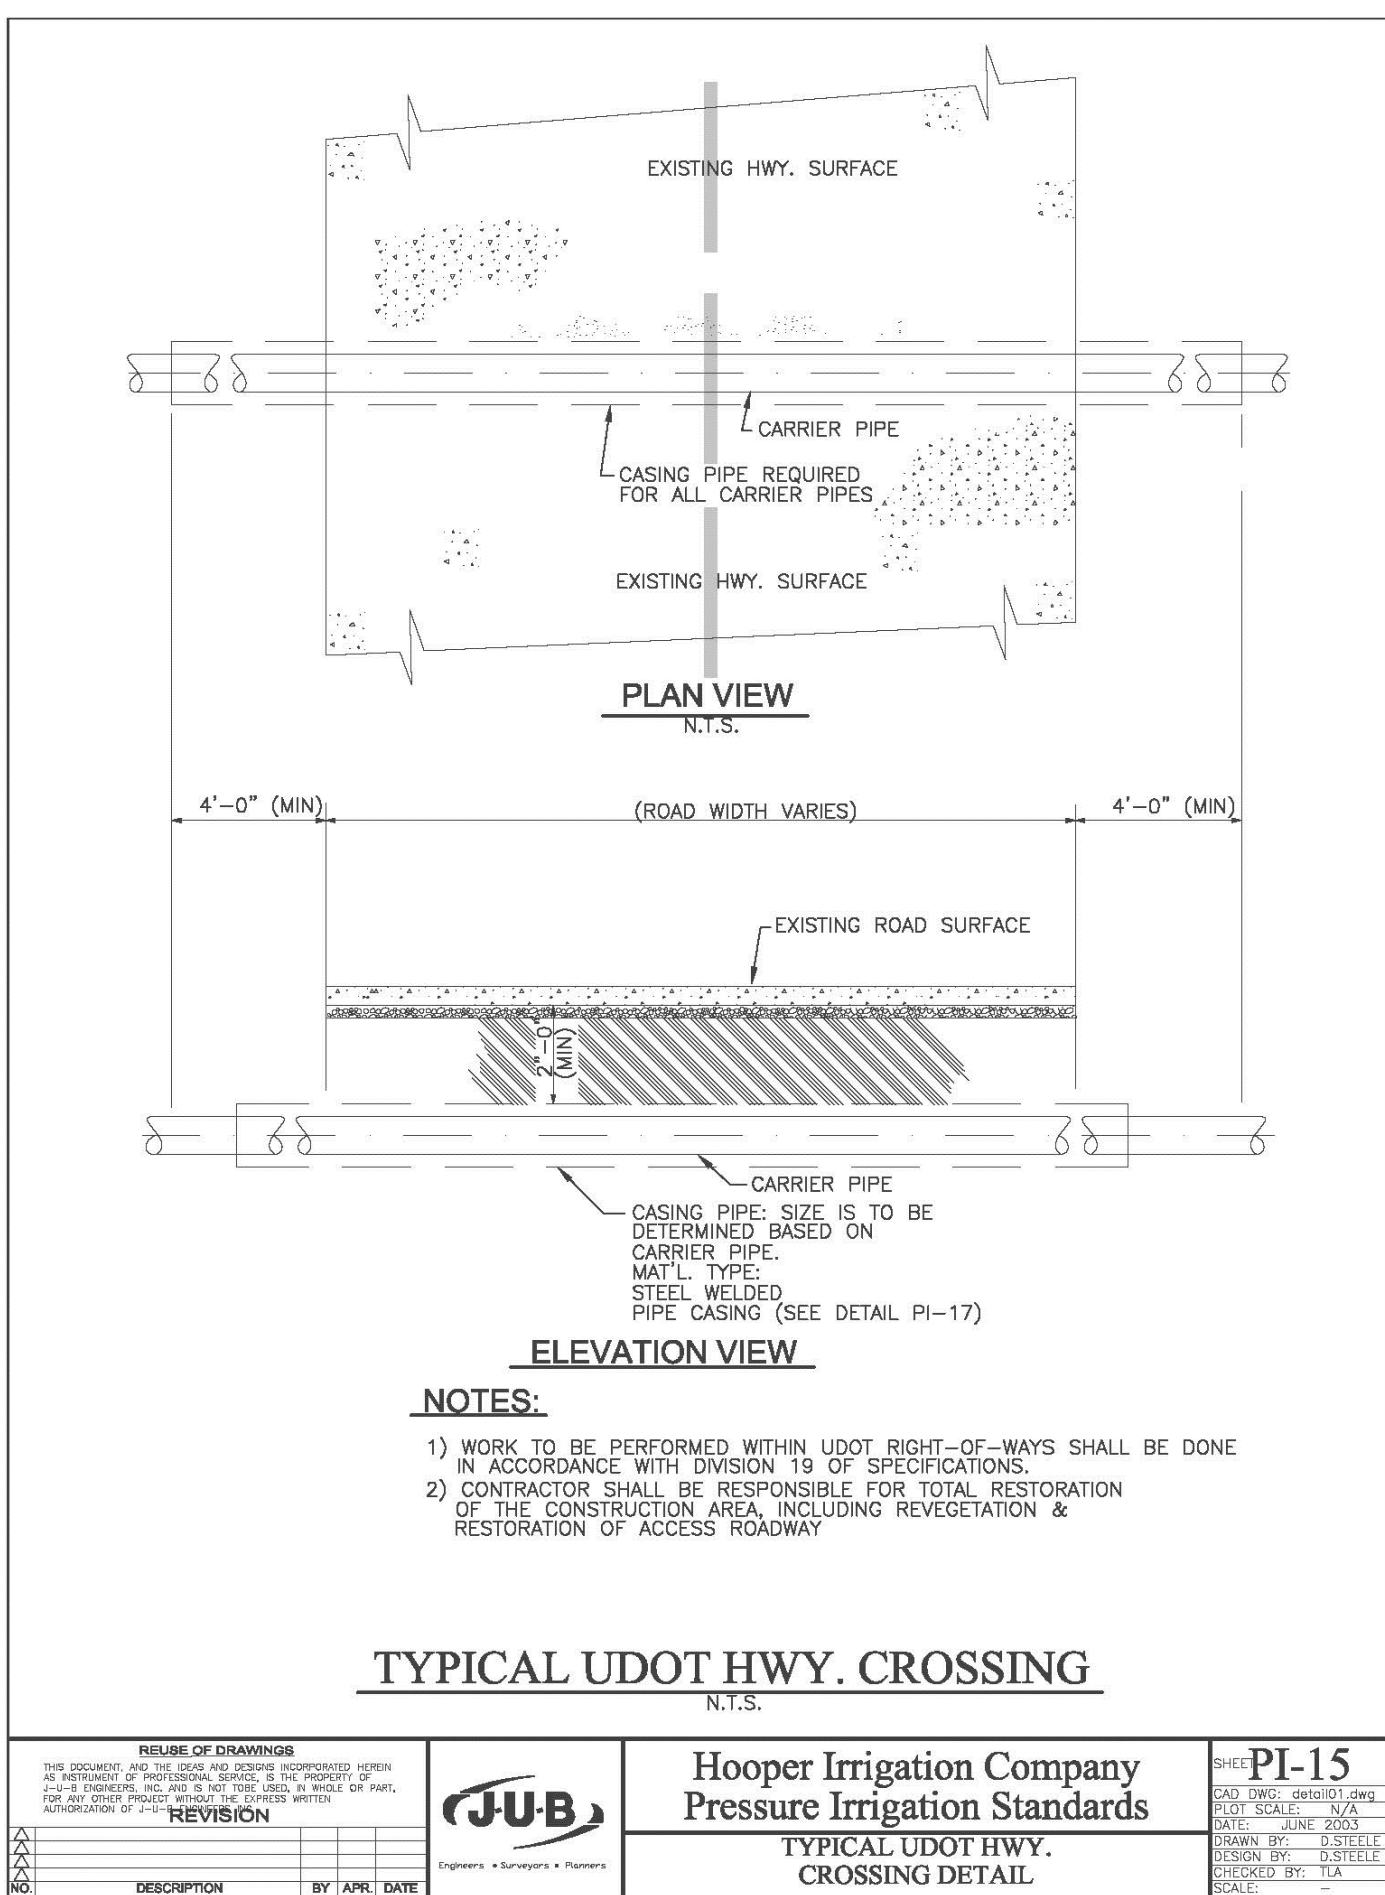 EXISTING HWY. SURFACE
CARRIER PIPE
CASING PIPE REQUIRED
FOR ALL CARRIER PIPES
EXISTING HWY. SURFACE
PLAN VIEW
N.T.S.
4'-0" (MIN)
(ROAD WIDTH VARIES)
4'-0" (MIN)
EXISTING ROAD SURFACE
2"-0"
(MIN)
CARRIER PIPE
CASING PIPE: SIZE IS TO BE
DETERMINED BASED ON
CARRIER PIPE.
MAT'L. TYPE:
STEEL WELDED
PIPE CASING (SEE DETAIL PI-17)
ELEVATION VIEW
NOTES:
1) WORK TO BE PERFORMED WITHIN UDOT RIGHT-OF-WAYS SHALL BE DONE
IN ACCORDANCE WITH DIVISION 19 OF SPECIFICATIONS.
2) CONTRACTOR SHALL BE RESPONSIBLE FOR TOTAL RESTORATION
OF THE CONSTRUCTION AREA, INCLUDING REVEGETATION &
RESTORATION OF ACCESS ROADWAY
TYPICAL UDOT HWY. CROSSING
N.T.S.
REUSE OF DRAWINGS
THIS DOCUMENT, AND THE IDEAS AND DESIGNS INCORPORATED HEREIN
AS INSTRUMENT OF PROFESSIONAL SERVICE, IS THE PROPERTY OF
J-U-B ENGINEERS, INC. AND IS NOT TOBE USED, IN WHOLE OR PART,
FOR ANY OTHER PROJECT WITHOUT THE EXPRESS WRITTEN
AUTHORIZATION OF J-U-B ENGINEERS INC.
REVISION
NO. DESCRIPTION BY APR. DATE
J·U·B
Engineers • Surveyors • Planners
Hooper Irrigation Company
Pressure Irrigation Standards
TYPICAL UDOT HWY.
CROSSING DETAIL
SHEET PI-15
CAD DWG: detail01.dwg
PLOT SCALE: N/A
DATE: JUNE 2003
DRAWN BY: D.STEELE
DESIGN BY: D.STEELE
CHECKED BY: TLA
SCALE: -